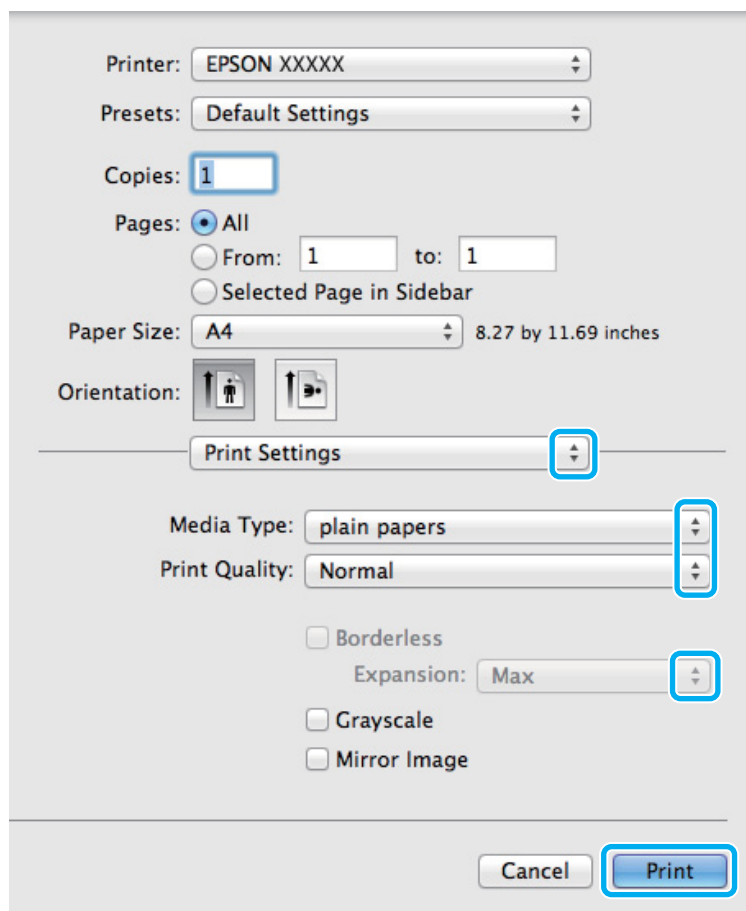 Printer: EPSON XXXXX
Presets: Default Settings
Copies: 1
Pages: All
From: 1 to: 1
Selected Page in Sidebar
Paper Size: A4 8.27 by 11.69 inches
Orientation:
Print Settings
Media Type: plain papers
Print Quality: Normal
Borderless
Expansion: Max
Grayscale
Mirror Image
Cancel Print